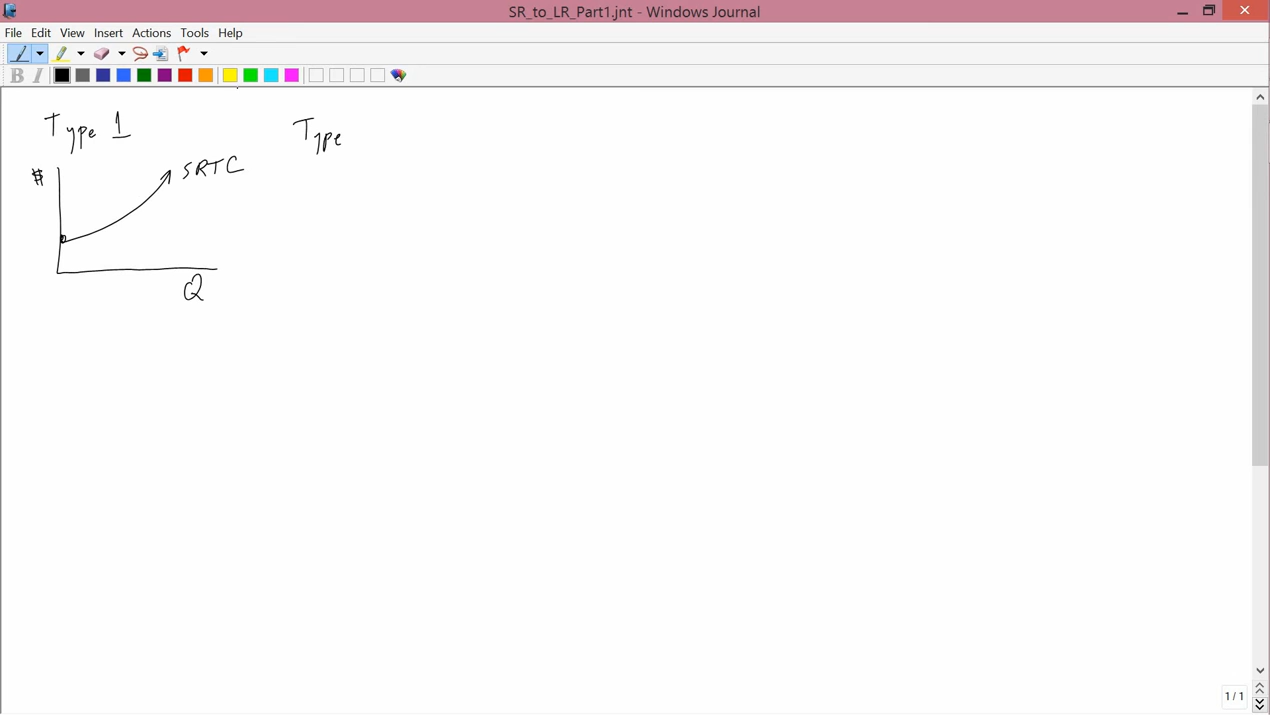 SR_to_LR_Part1.jnt - Windows Journal
File Edit View Insert Actions Tools Help
B I
Type 1 Type
$ SRTC
Q
1 / 1